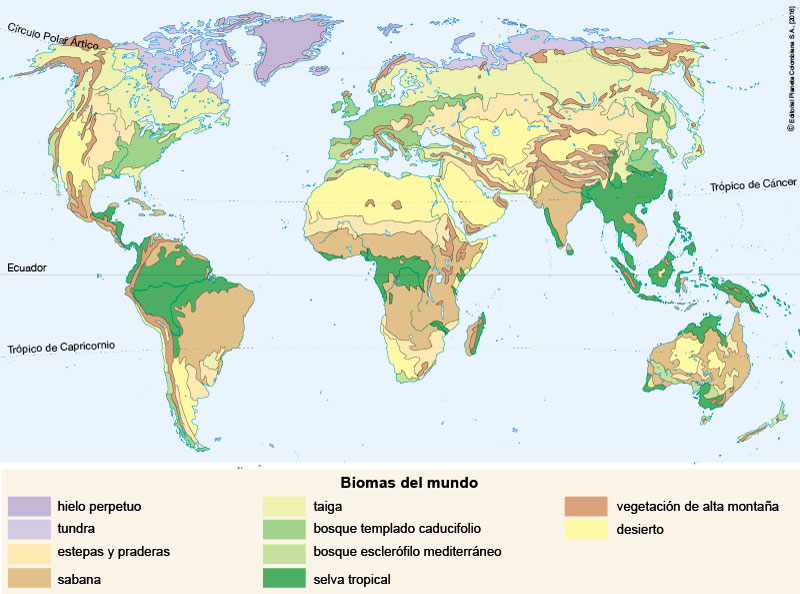 © Editorial Planeta Colombiana S.A., [2016]
Círculo Polar Ártico
Trópico de Cáncer
Ecuador
Trópico de Capricornio
Biomas del mundo
hielo perpetuo
tundra
estepas y praderas
sabana
taiga
bosque templado caducifolio
bosque esclerófilo mediterráneo
selva tropical
vegetación de alta montaña
desierto